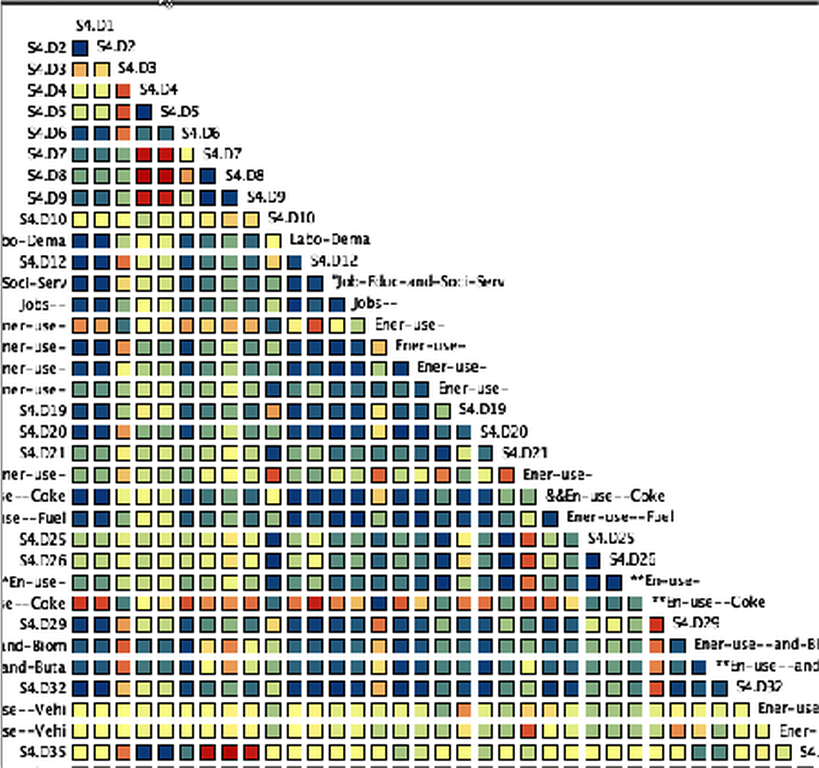 S4.D1
S4.D2 S4.D2
S4.D3 S4.D3
S4.D4 S4.D4
S4.D5 S4.D5
S4.D6 S4.D6
S4.D7 S4.D7
S4.D8 S4.D8
S4.D9 S4.D9
S4.D10 S4.D10
bo-Dema Labo-Dema
S4.D12 S4.D12
Soci-Serv *Job-Educ-and-Soci-Serv
Jobs-- Jobs--
ner-use- Ener-use-
ner-use- Ener-use-
ner-use- Ener-use-
ner-use- Ener-use-
S4.D19 S4.D19
S4.D20 S4.D20
S4.D21 S4.D21
ner-use- Ener-use-
se--Coke &&En-use--Coke
use--Fuel Ener-use--Fuel
S4.D25 S4.D25
S4.D26 S4.D26
*En-use- **En-use-
e--Coke **En-use--Coke
S4.D29 S4.D29
and-Biom Ener-use--and-BI
and-Buta **En-use--and
S4.D32 S4.D32
se--Vehi Ener-use
se--Vehi Ener-
S4.D35 S4.